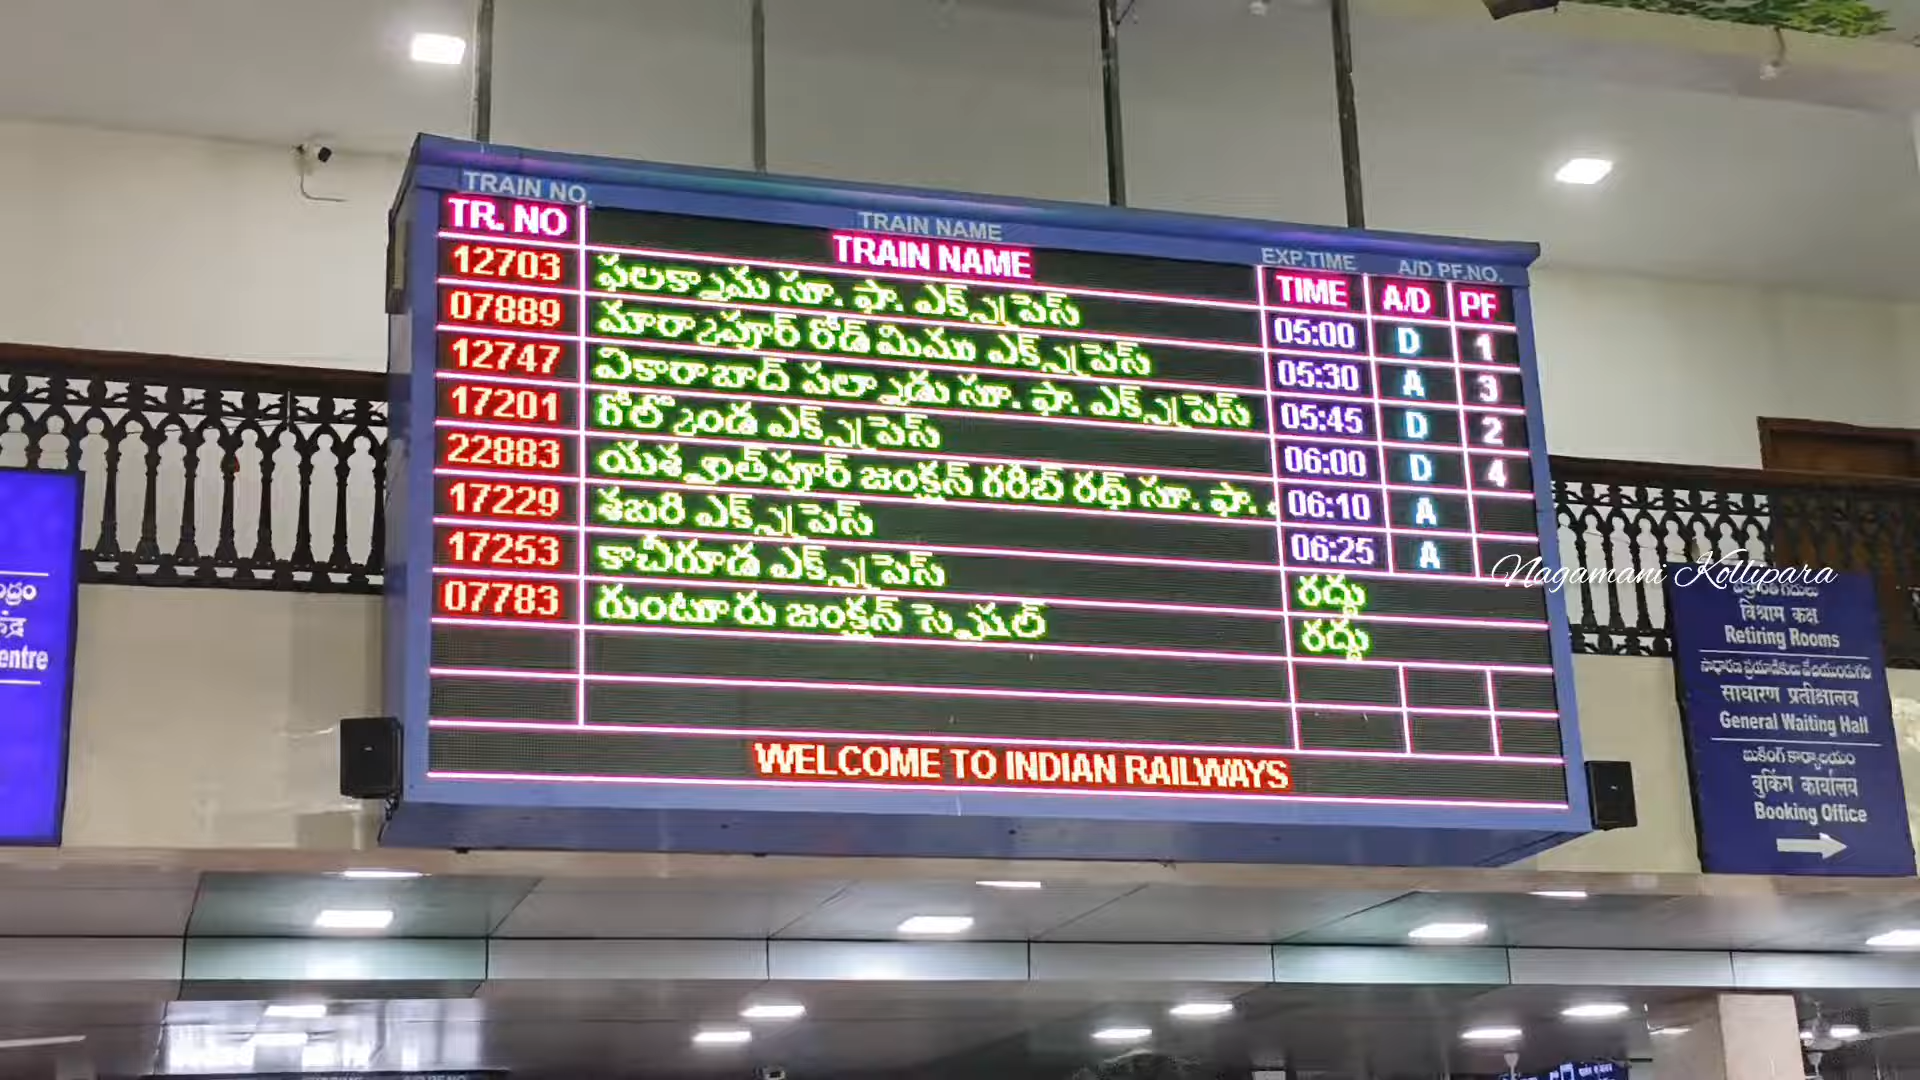 TRAIN NO. TRAIN NAME EXP.TIME A/D PF.NO.
TR. NO TRAIN NAME TIME A/D PF
12703 ఫలక్నామ సూ. ఫా. ఎక్స్ప్రెస్ 05:00 D 1
07889 మార్కాపూర్ రోడ్ మెము ఎక్స్ప్రెస్ 05:30 A 3
12747 వికారాబాద్ పల్నాడు సూ. ఫా. ఎక్స్ప్రెస్ 05:45 D 2
17201 గోల్కొండ ఎక్స్ప్రెస్ 06:00 D 4
22883 యశ్వంత్‌పూర్ జంక్షన్ గరీబ్ రథ్ సూ. ఫా. 06:10 A
17229 శబరి ఎక్స్ప్రెస్ 06:25 A
17253 కాచీగూడ ఎక్స్ప్రెస్ రద్దు
07783 గుంటూరు జంక్షన్ స్పెషల్ రద్దు
WELCOME TO INDIAN RAILWAYS
Nagamani Kollipara
विश्राम कक्ष
Retiring Rooms
సాధారణ ప్రయాణికులు వేచియుండుగది
साधारण प्रतीक्षालय
General Waiting Hall
బుకింగ్ కార్యాలయం
बुकिंग कार्यालय
Booking Office
entre